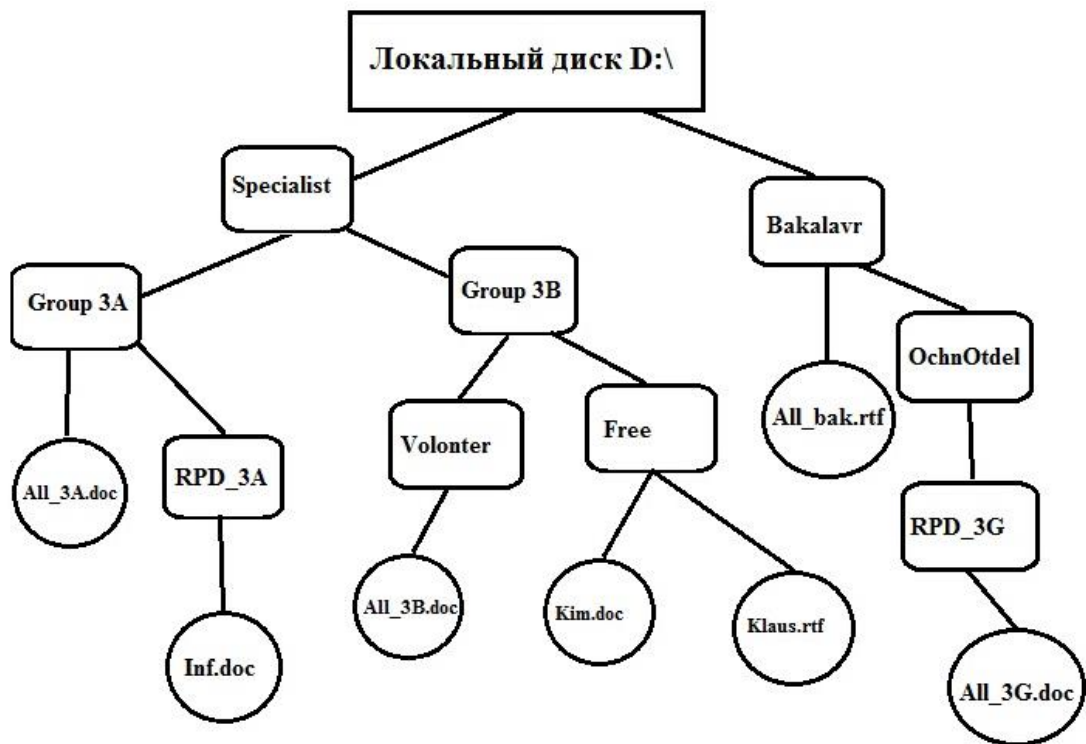 Локальный диск D:\
Specialist
Bakalavr
Group 3A
Group 3B
OchnOtdel
All_bak.rtf
Volonter
Free
All_3A.doc
RPD_3A
RPD_3G
All_3B.doc
Kim.doc
Klaus.rtf
Inf.doc
All_3G.doc